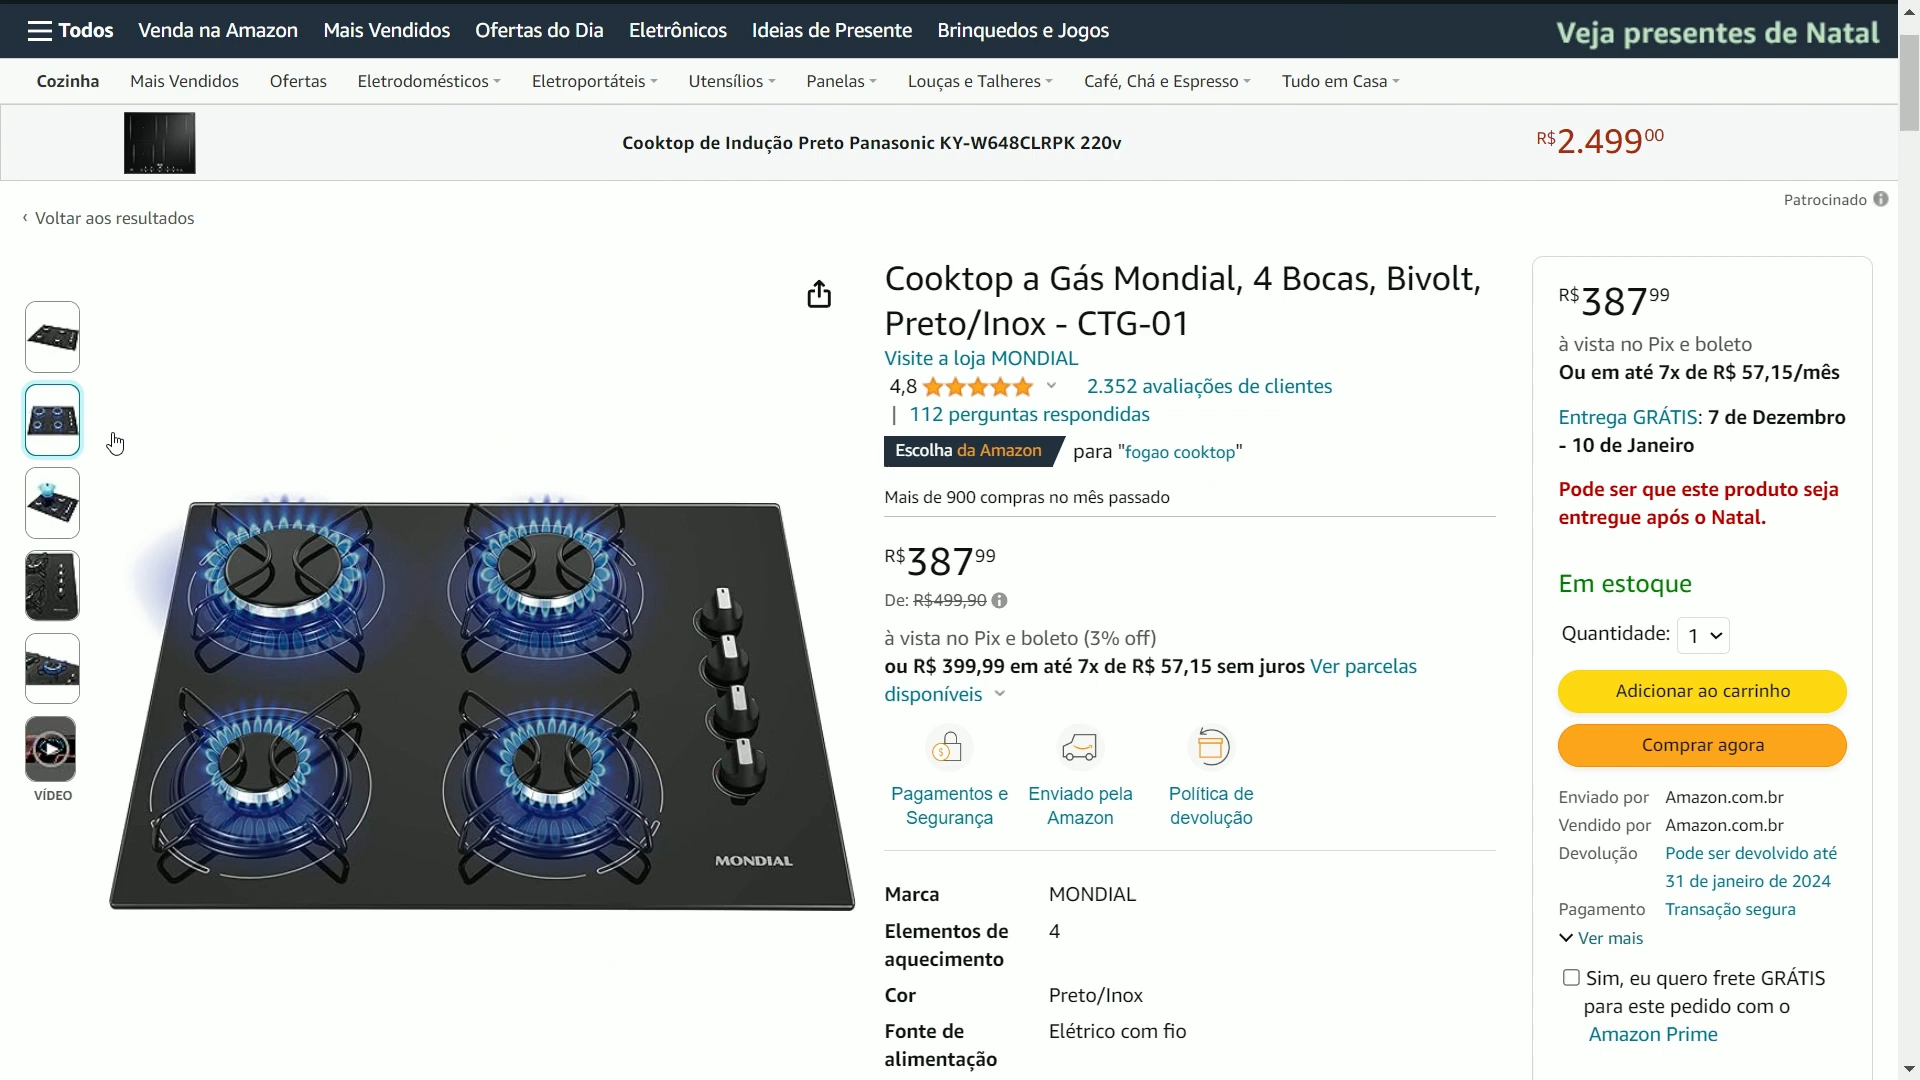 Todos Venda na Amazon Mais Vendidos Ofertas do Dia Eletrônicos Ideias de Presente Brinquedos e Jogos Veja presentes de Natal
Cozinha Mais Vendidos Ofertas Eletrodomésticos Eletroportáteis Utensílios Panelas Louças e Talheres Café, Chá e Espresso Tudo em Casa
Cooktop de Indução Preto Panasonic KY-W648CLRPK 220v R$2.49900
Patrocinado
‹ Voltar aos resultados
VÍDEO
MONDIAL
Cooktop a Gás Mondial, 4 Bocas, Bivolt,
Preto/Inox - CTG-01
Visite a loja MONDIAL
4,8 2.352 avaliações de clientes
| 112 perguntas respondidas
Escolha da Amazon para "fogao cooktop"
Mais de 900 compras no mês passado
R$38799
De: R$499,90
à vista no Pix e boleto (3% off)
ou R$ 399,99 em até 7x de R$ 57,15 sem juros Ver parcelas
disponíveis
Pagamentos e
Segurança
Enviado pela
Amazon
Política de
devolução
Marca MONDIAL
Elementos de 4
aquecimento
Cor Preto/Inox
Fonte de Elétrico com fio
alimentação
R$38799
à vista no Pix e boleto
Ou em até 7x de R$ 57,15/mês
Entrega GRÁTIS: 7 de Dezembro
- 10 de Janeiro
Pode ser que este produto seja
entregue após o Natal.
Em estoque
Quantidade: 1
Adicionar ao carrinho
Comprar agora
Enviado por Amazon.com.br
Vendido por Amazon.com.br
Devolução Pode ser devolvido até
31 de janeiro de 2024
Pagamento Transação segura
Ver mais
Sim, eu quero frete GRÁTIS
para este pedido com o
Amazon Prime